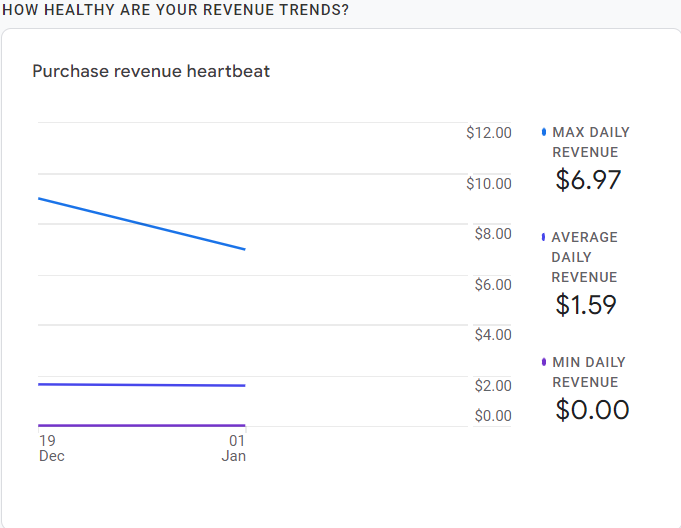 HOW HEALTHY ARE YOUR REVENUE TRENDS?
Purchase revenue heartbeat
$12.00
$10.00
$8.00
$6.00
$4.00
$2.00
$0.00
19
Dec
01
Jan
MAX DAILY
REVENUE
$6.97
AVERAGE
DAILY
REVENUE
$1.59
MIN DAILY
REVENUE
$0.00